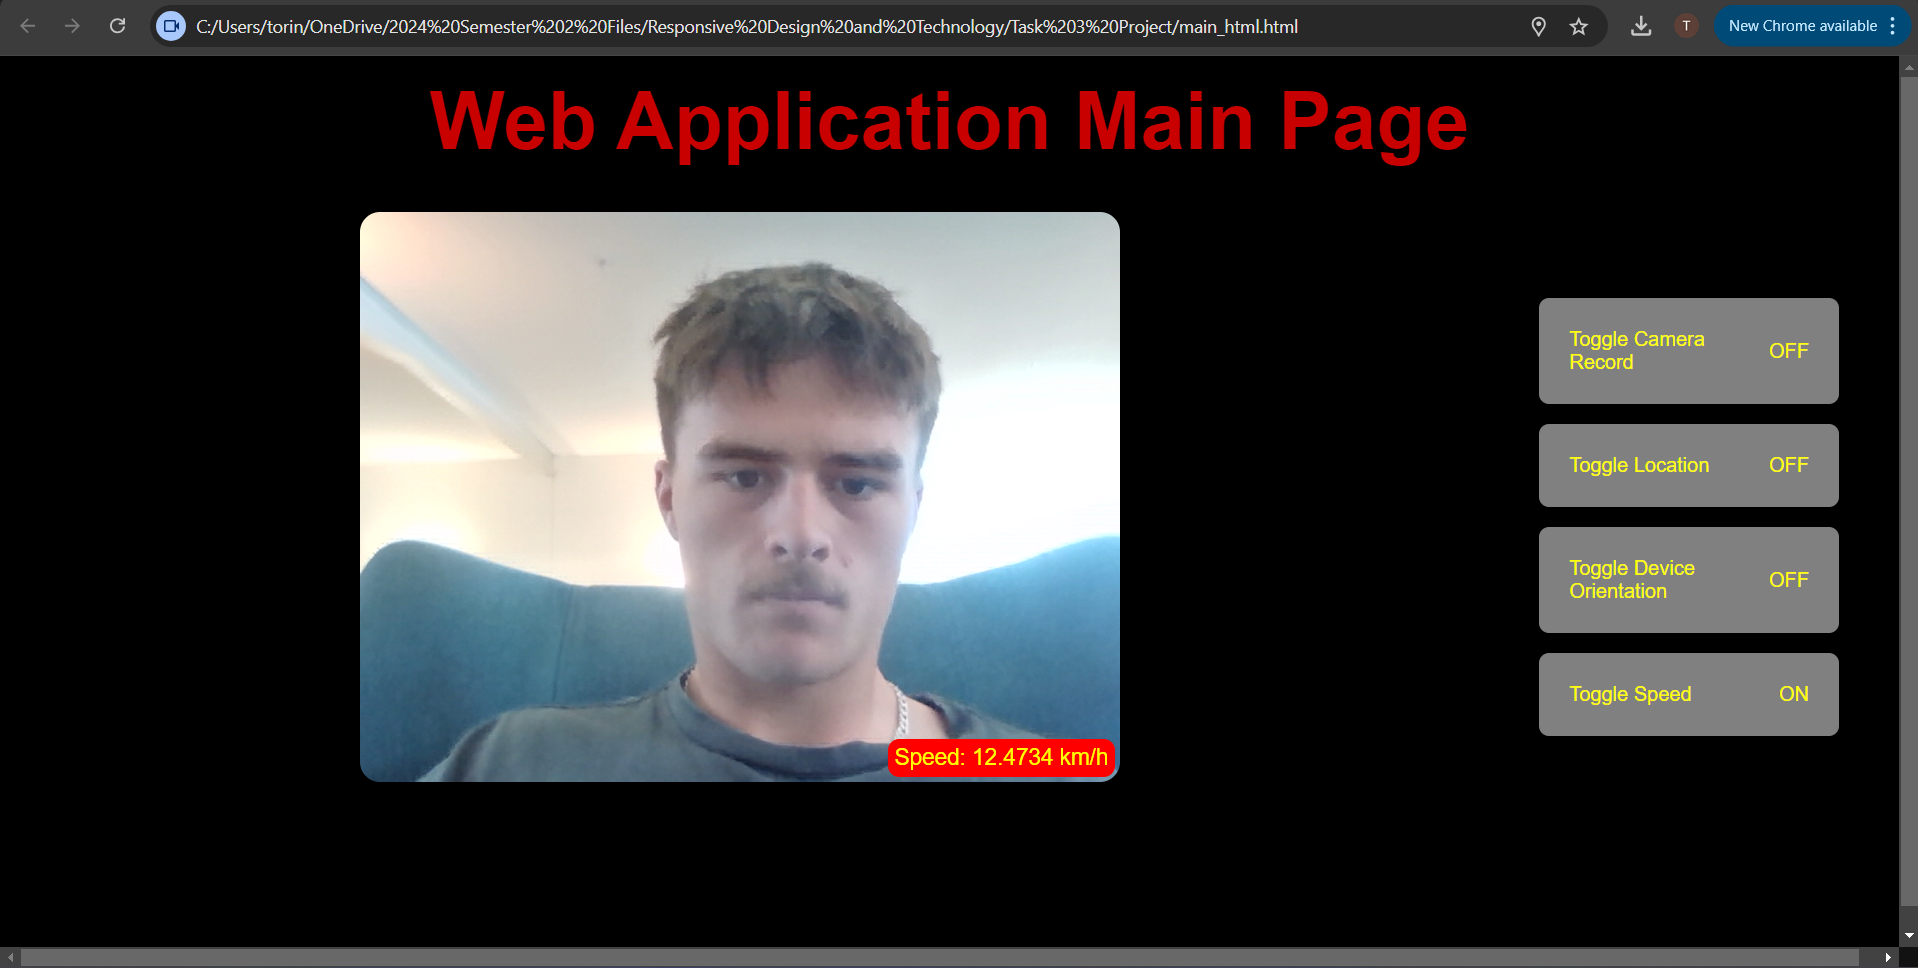 C:/Users/torin/OneDrive/2024%20Semester%202%20Files/Responsive%20Design%20and%20Technology/Task%203%20Project/main_html.html
T
New Chrome available
Web Application Main Page
Toggle Camera
Record
OFF
Toggle Location
OFF
Toggle Device
Orientation
OFF
Toggle Speed
ON
Speed: 12.4734 km/h